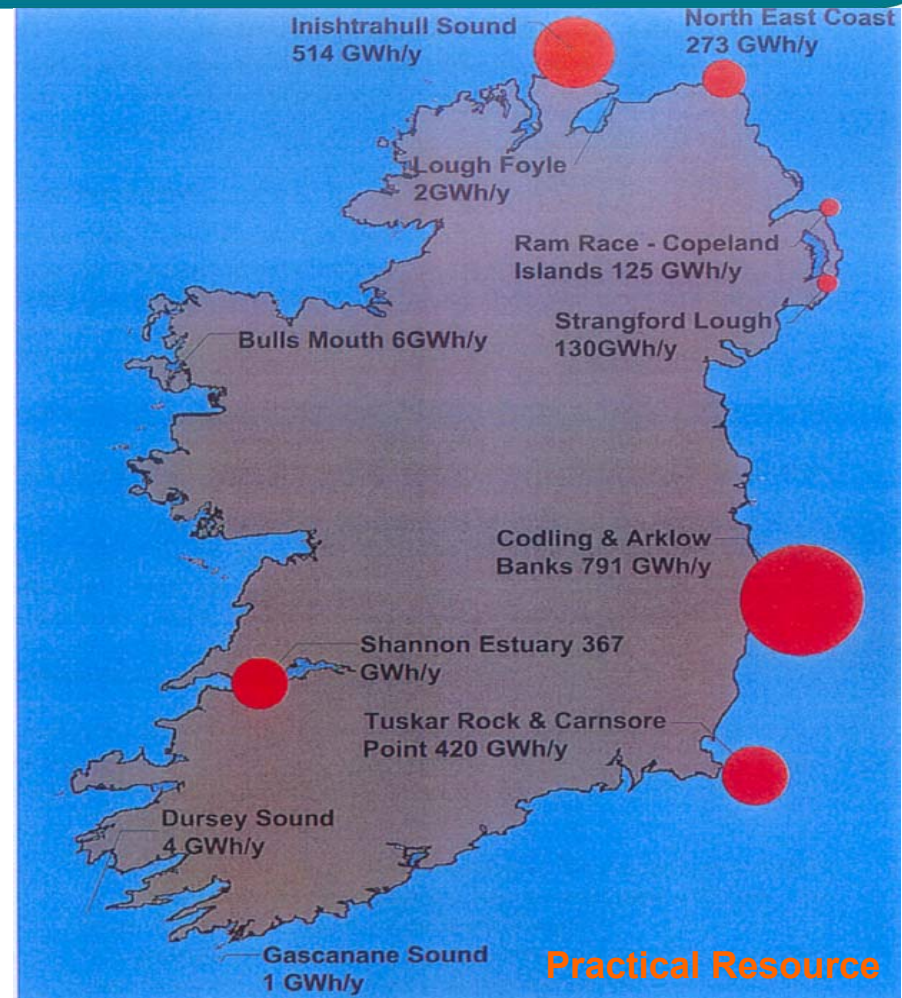 Inishtrahull Sound
514 GWh/y
North East Coast
273 GWh/y
Lough Foyle
2GWh/y
Ram Race - Copeland
Islands 125 GWh/y
Strangford Lough
130GWh/y
Bulls Mouth 6GWh/y
Codling & Arklow
Banks 791 GWh/y
Shannon Estuary 367
GWh/y
Tuskar Rock & Carnsore
Point 420 GWh/y
Dursey Sound
4 GWh/y
Gascanane Sound
1 GWh/y
Practical Resource